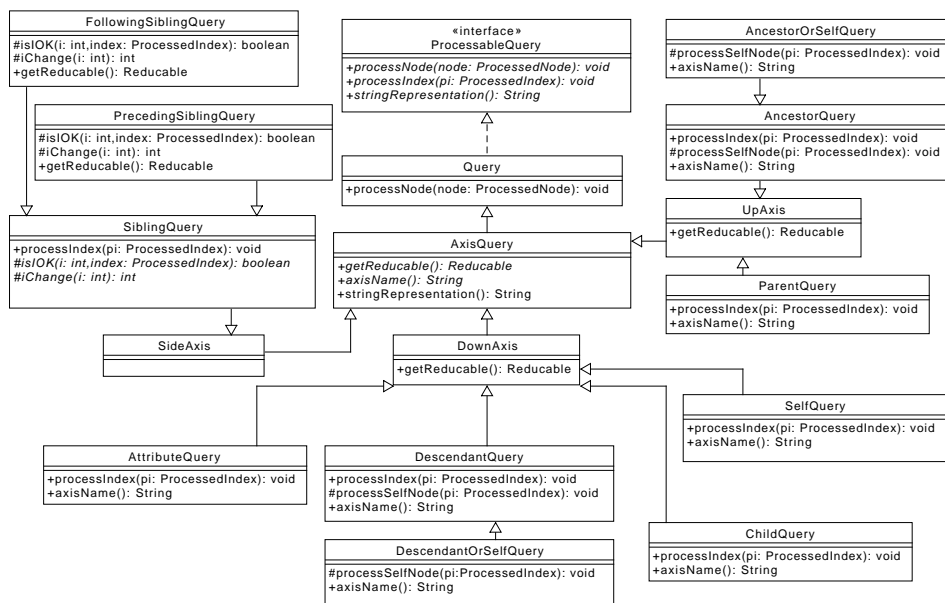 FollowingSiblingQuery
#isIOK(i: int,index: ProcessedIndex): boolean
#iChange(i: int): int
+getReducable(): Reducable
PrecedingSiblingQuery
#isIOK(i: int,index: ProcessedIndex): boolean
#iChange(i: int): int
+getReducable(): Reducable
SiblingQuery
+processIndex(pi: ProcessedIndex): void
#isIOK(i: int,index: ProcessedIndex): boolean
#iChange(i: int): int
SideAxis
«interface»
ProcessableQuery
+processNode(node: ProcessedNode): void
+processIndex(pi: ProcessedIndex): void
+stringRepresentation(): String
Query
+processNode(node: ProcessedNode): void
AxisQuery
+getReducable(): Reducable
+axisName(): String
+stringRepresentation(): String
DownAxis
+getReducable(): Reducable
AncestorOrSelfQuery
#processSelfNode(pi: ProcessedIndex): void
+axisName(): String
AncestorQuery
+processIndex(pi: ProcessedIndex): void
#processSelfNode(pi: ProcessedIndex): void
+axisName(): String
UpAxis
+getReducable(): Reducable
ParentQuery
+processIndex(pi: ProcessedIndex): void
+axisName(): String
SelfQuery
+processIndex(pi: ProcessedIndex): void
+axisName(): String
AttributeQuery
+processIndex(pi: ProcessedIndex): void
+axisName(): String
DescendantQuery
+processIndex(pi: ProcessedIndex): void
#processSelfNode(pi: ProcessedIndex): void
+axisName(): String
DescendantOrSelfQuery
#processSelfNode(pi:ProcessedIndex): void
+axisName(): String
ChildQuery
+processIndex(pi: ProcessedIndex): void
+axisName(): String